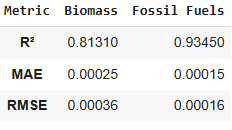 Metric Biomass Fossil Fuels
R² 0.81310 0.93450
MAE 0.00025 0.00015
RMSE 0.00036 0.00016